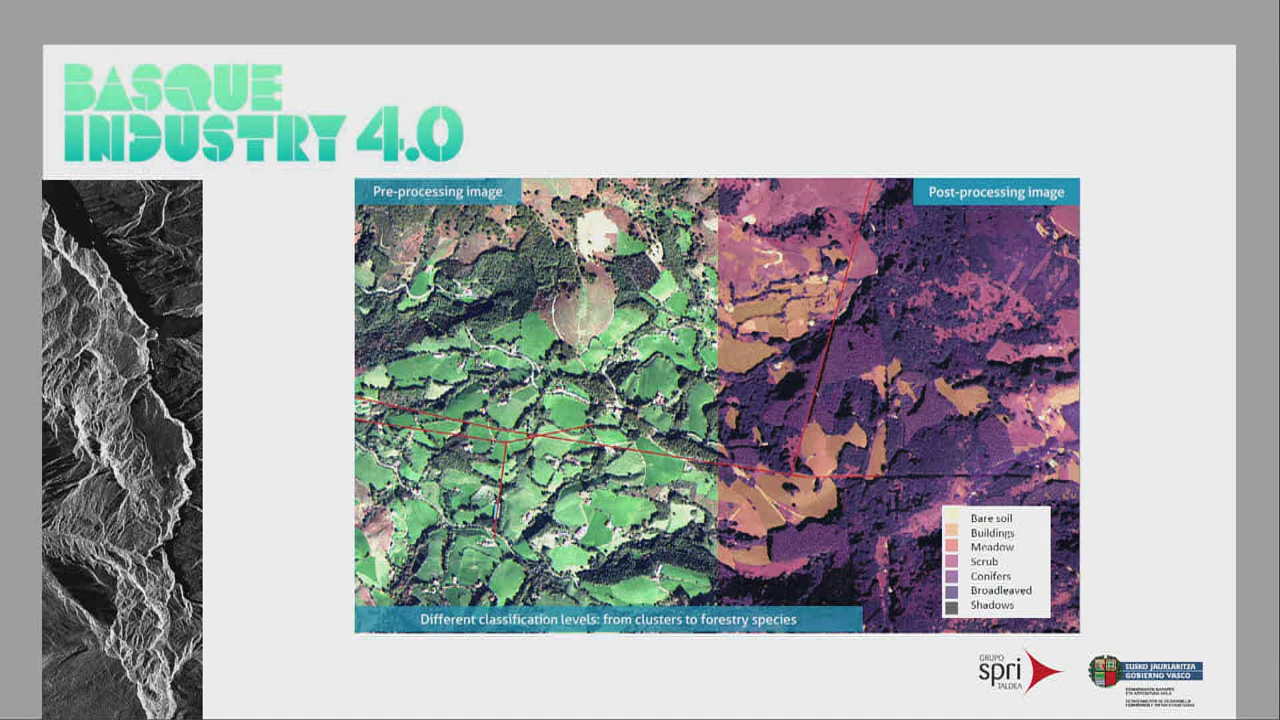 BASQUE
INDUSTRY 4.0
Pre-processing image
Post-processing image
Bare soil
Buildings
Meadow
Scrub
Conifers
Broadleaved
Shadows
Different classification levels: from clusters to forestry species
GRUPO
spri
TALDEA
EUSKO JAURLARITZA
GOBIERNO VASCO